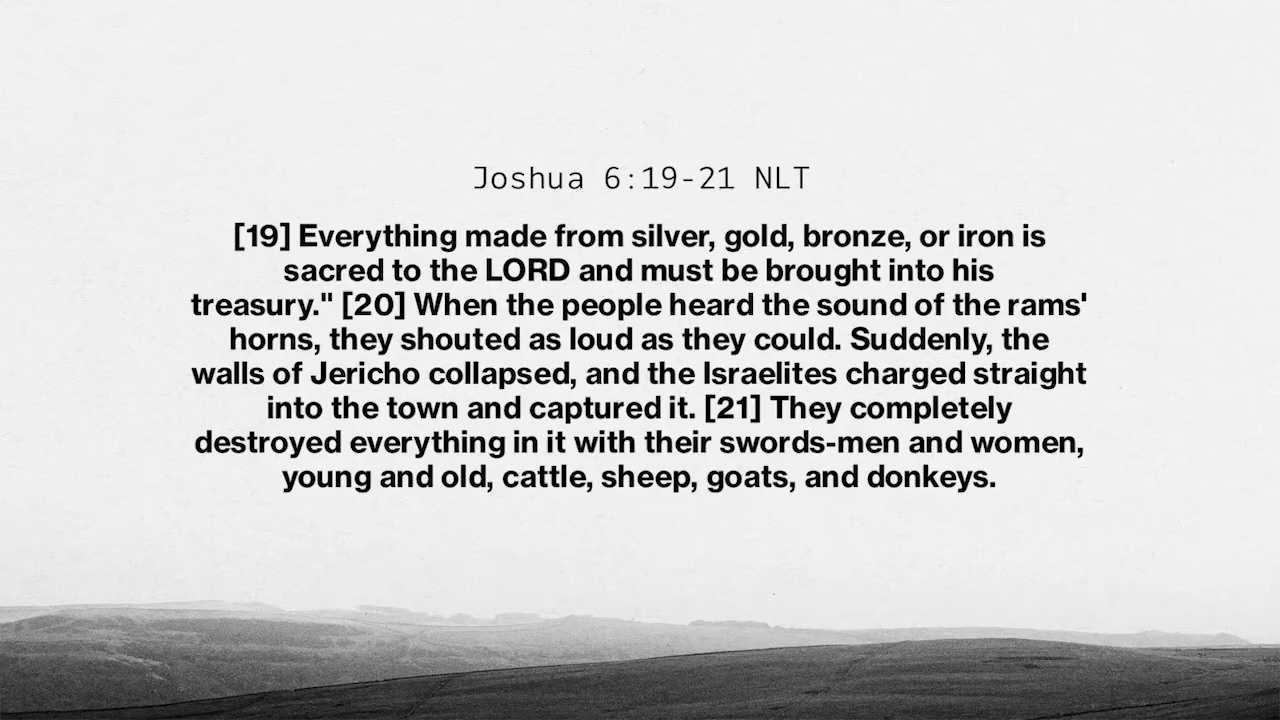 Joshua 6:19-21 NLT
[19] Everything made from silver, gold, bronze, or iron is
sacred to the LORD and must be brought into his
treasury." [20] When the people heard the sound of the rams'
horns, they shouted as loud as they could. Suddenly, the
walls of Jericho collapsed, and the Israelites charged straight
into the town and captured it. [21] They completely
destroyed everything in it with their swords-men and women,
young and old, cattle, sheep, goats, and donkeys.